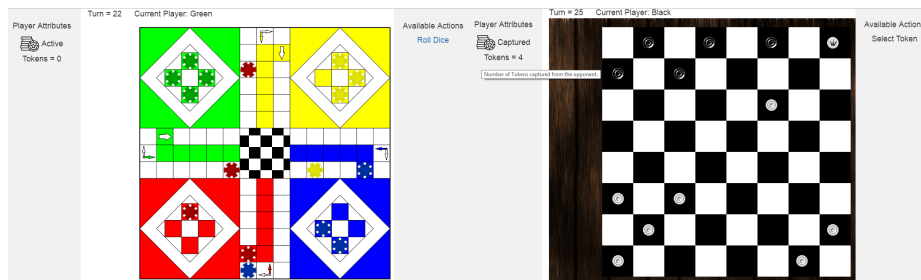 Turn = 22 Current Player: Green
Player Attributes
Active
Tokens = 0
Available Actions
Roll Dice
Turn = 25 Current Player: Black
Player Attributes
Captured
Tokens = 4
Number of Tokens captured from the opponent.
Available Action
Select Token